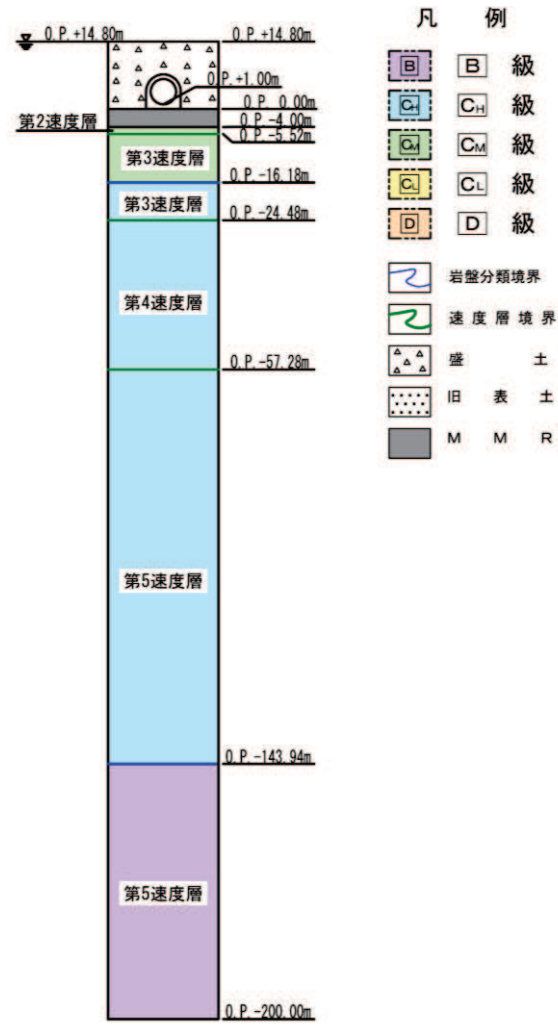 凡 例
O.P.+14.80m O.P.+14.80m
O.P.+1.00m
O.P. 0.00m
O.P.-4.00m
第2速度層
O.P.-5.52m
第3速度層
O.P.-16.18m
第3速度層
O.P.-24.48m
第4速度層
O.P.-57.28m
第5速度層
O.P.-143.94m
第5速度層
O.P.-200.00m
B B 級
CH CH 級
CM CM 級
CL CL 級
D D 級
岩盤分類境界
速度層境界
盛 土
旧 表 土
M M R